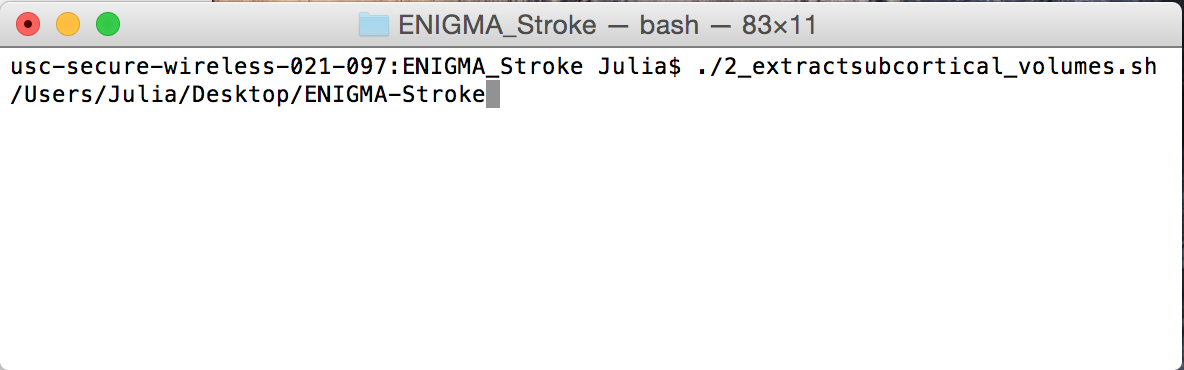 ENIGMA_Stroke — bash — 83×11
usc-secure-wireless-021-097:ENIGMA_Stroke Julia$ ./2_extractsubcortical_volumes.sh
/Users/Julia/Desktop/ENIGMA-Stroke